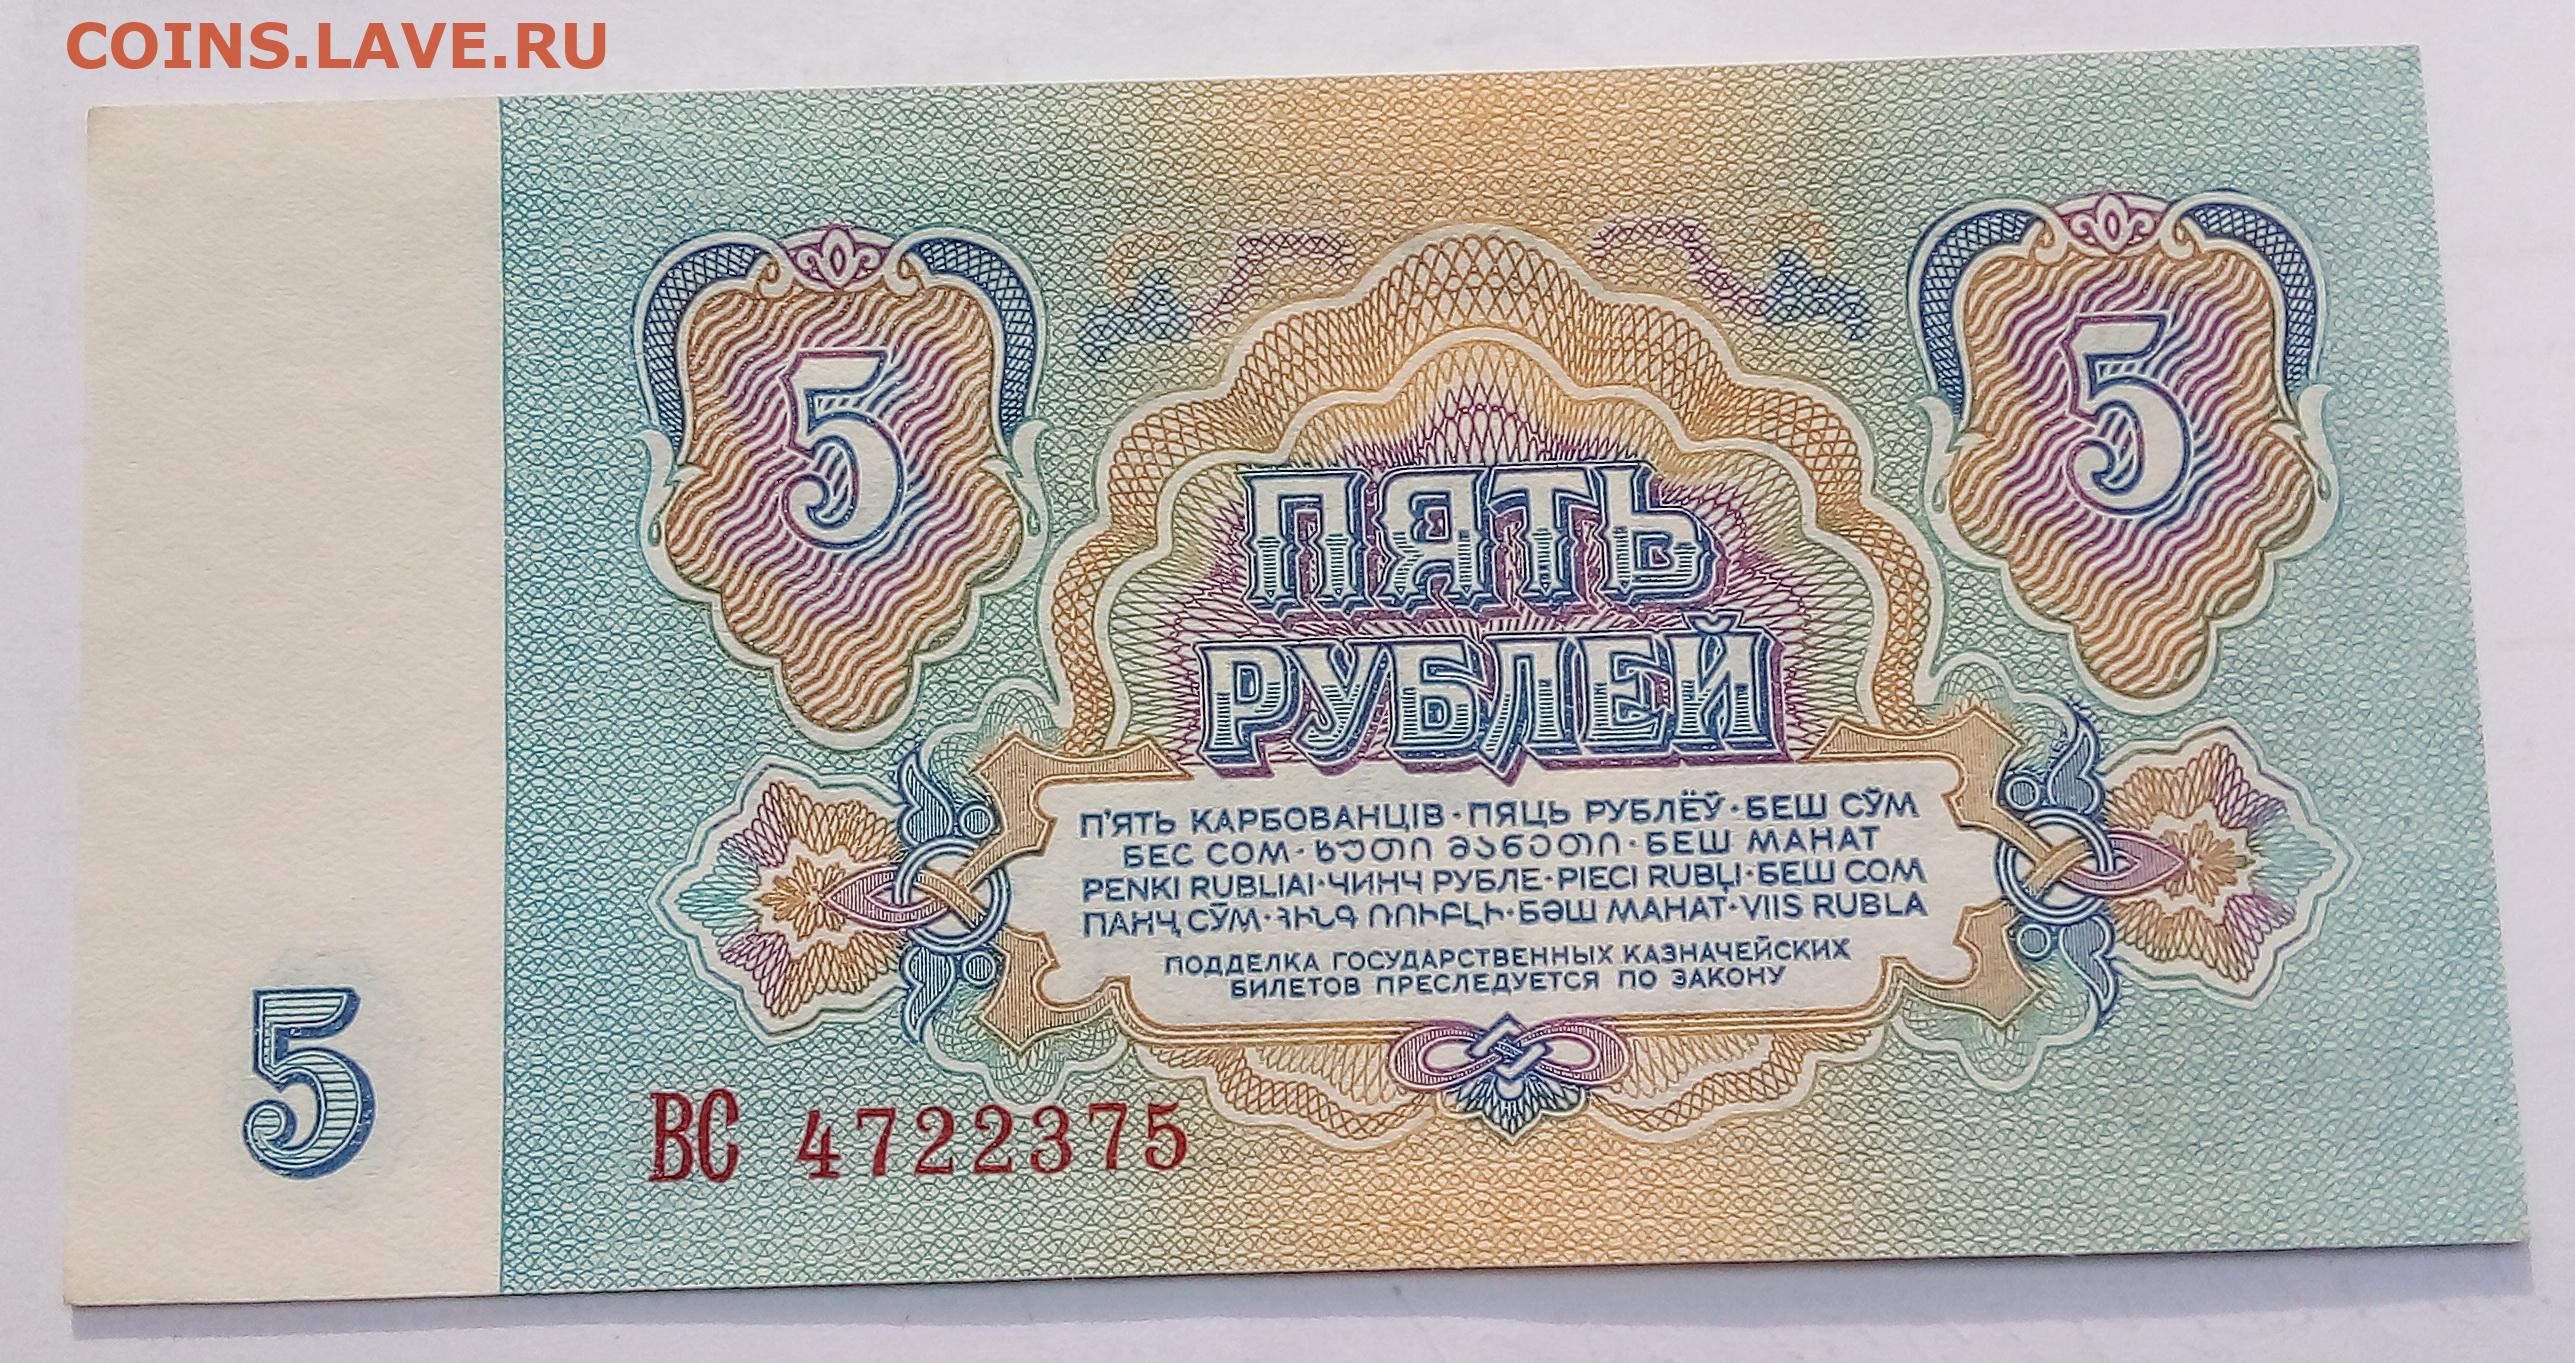 COINS.LAVE.RU
5
5
ПЯТЬ
РУБЛЕЙ
П'ЯТЬ КАРБОВАНЦІВ·ПЯЦЬ РУБЛЁЎ·БЕШ СЎМ
БЕС СОМ·ხუთი მანეთი·БЕШ МАНАТ
PENKI RUBLIAI·ЧИНЧ РУБЛЕ·PIECI RUBĻI·БЕШ СОМ
ПАНҶ СӮМ·ՀԻՆԳ ՌՈՒԲԼԻ·БӘШ МАНАТ·VIIS RUBLA
ПОДДЕЛКА ГОСУДАРСТВЕННЫХ КАЗНАЧЕЙСКИХ
БИЛЕТОВ ПРЕСЛЕДУЕТСЯ ПО ЗАКОНУ
5
ВС 4722375